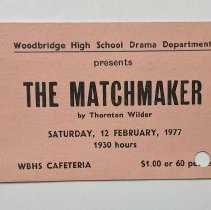 Woodbridge High School Drama Department
presents
THE MATCHMAKER
by Thornton Wilder
SATURDAY, 12 FEBRUARY, 1977
1930 hours
WBHS CAFETERIA $1.00 or 60